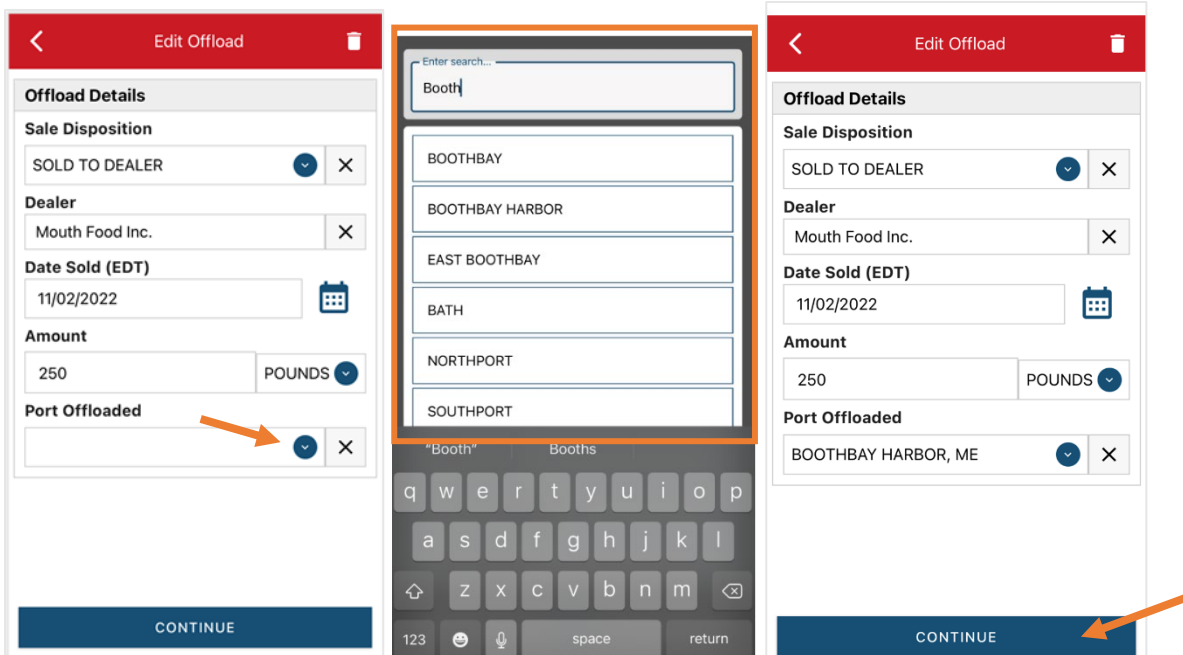 Edit Offload
Offload Details
Sale Disposition
SOLD TO DEALER
Dealer
Mouth Food Inc.
Date Sold (EDT)
11/02/2022
Amount
250 POUNDS
Port Offloaded
CONTINUE
Enter search...
Booth
BOOTHBAY
BOOTHBAY HARBOR
EAST BOOTHBAY
BATH
NORTHPORT
SOUTHPORT
"Booth" Booths
q w e r t y u i o p
a s d f g h j k l
z x c v b n m
123 space return
Edit Offload
Offload Details
Sale Disposition
SOLD TO DEALER
Dealer
Mouth Food Inc.
Date Sold (EDT)
11/02/2022
Amount
250 POUNDS
Port Offloaded
BOOTHBAY HARBOR, ME
CONTINUE